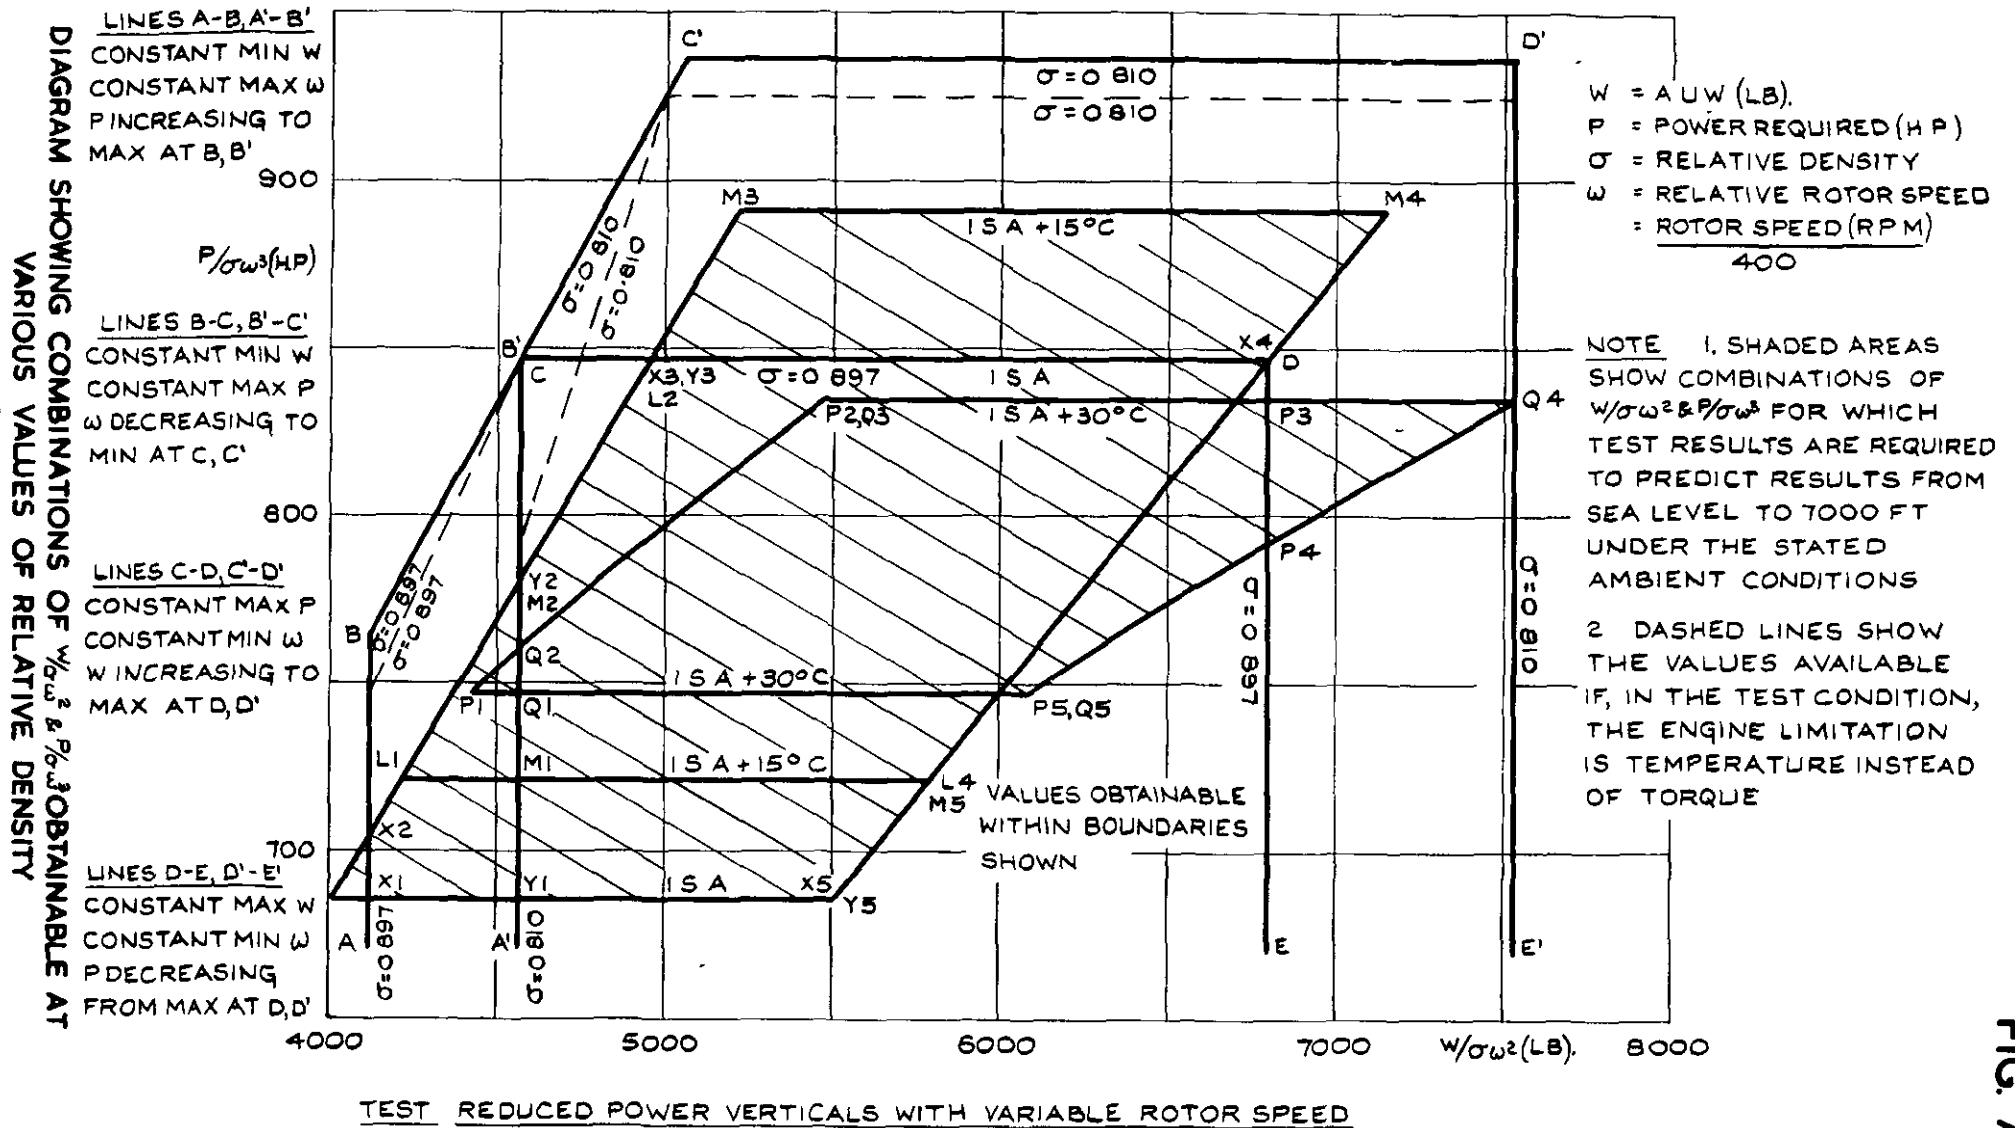 DIAGRAM SHOWING COMBINATIONS OF W/σω² & P/σω³ OBTAINABLE AT
VARIOUS VALUES OF RELATIVE DENSITY
LINES A-B, A'-B'
CONSTANT MIN W
CONSTANT MAX ω
P INCREASING TO
MAX AT B, B'
LINES B-C, B'-C'
CONSTANT MIN W
CONSTANT MAX P
ω DECREASING TO
MIN AT C, C'
LINES C-D, C'-D'
CONSTANT MAX P
CONSTANT MIN ω
W INCREASING TO
MAX AT D, D'
LINES D-E, D'-E'
CONSTANT MAX W
CONSTANT MIN ω
P DECREASING
FROM MAX AT D, D'
P/σω³(H.P)
900
800
700
C'
D'
σ=0 810
σ=0 810
M3
M4
ISA +15°C
σ=0 810
σ=0·810
B'
C
X3,Y3
L2
σ=0 897
ISA
X4
D
P2,Q3
ISA +30°C
P3
Q4
Y2
M2
P4
B
σ=0·897
σ=0 897
Q2
σ=0 897
σ=0 810
ISA +30°C
P1
Q1
P5,Q5
L1
M1
ISA+15°C
L4
M5
VALUES OBTAINABLE
WITHIN BOUNDARIES
SHOWN
X2
X1
Y1
ISA
X5
Y5
A
σ=0 897
A'
σ=0 810
E
E'
4000
5000
6000
7000
W/σω²(LB).
8000
W = A U W (LB).
P = POWER REQUIRED (H P)
σ = RELATIVE DENSITY
ω = RELATIVE ROTOR SPEED
= ROTOR SPEED (RPM)
400
NOTE 1. SHADED AREAS
SHOW COMBINATIONS OF
W/σω² & P/σω³ FOR WHICH
TEST RESULTS ARE REQUIRED
TO PREDICT RESULTS FROM
SEA LEVEL TO 7000 FT
UNDER THE STATED
AMBIENT CONDITIONS
2 DASHED LINES SHOW
THE VALUES AVAILABLE
IF, IN THE TEST CONDITION,
THE ENGINE LIMITATION
IS TEMPERATURE INSTEAD
OF TORQUE
TEST REDUCED POWER VERTICALS WITH VARIABLE ROTOR SPEED
FIG.